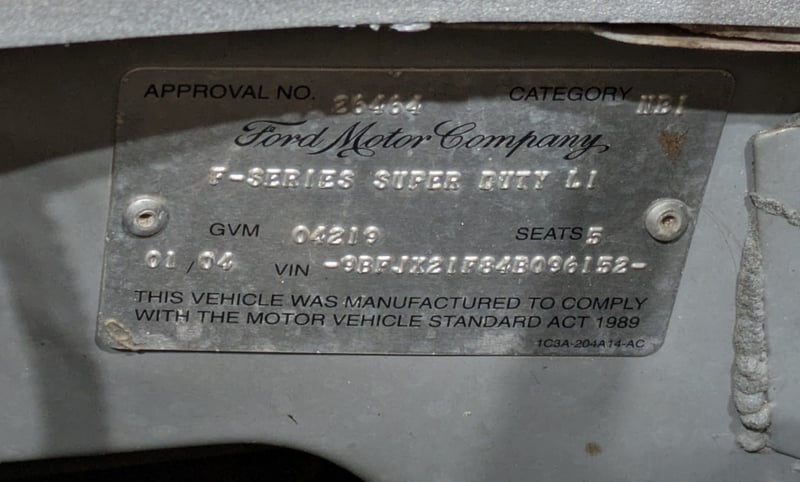 APPROVAL NO. 26464 CATEGORY NB1
Ford Motor Company
F-SERIES SUPER DUTY L1
GVM 04219 SEATS 5
01/04 VIN -9BFJX21F84B096152-
THIS VEHICLE WAS MANUFACTURED TO COMPLY
WITH THE MOTOR VEHICLE STANDARD ACT 1989
1C3A-204A14-AC